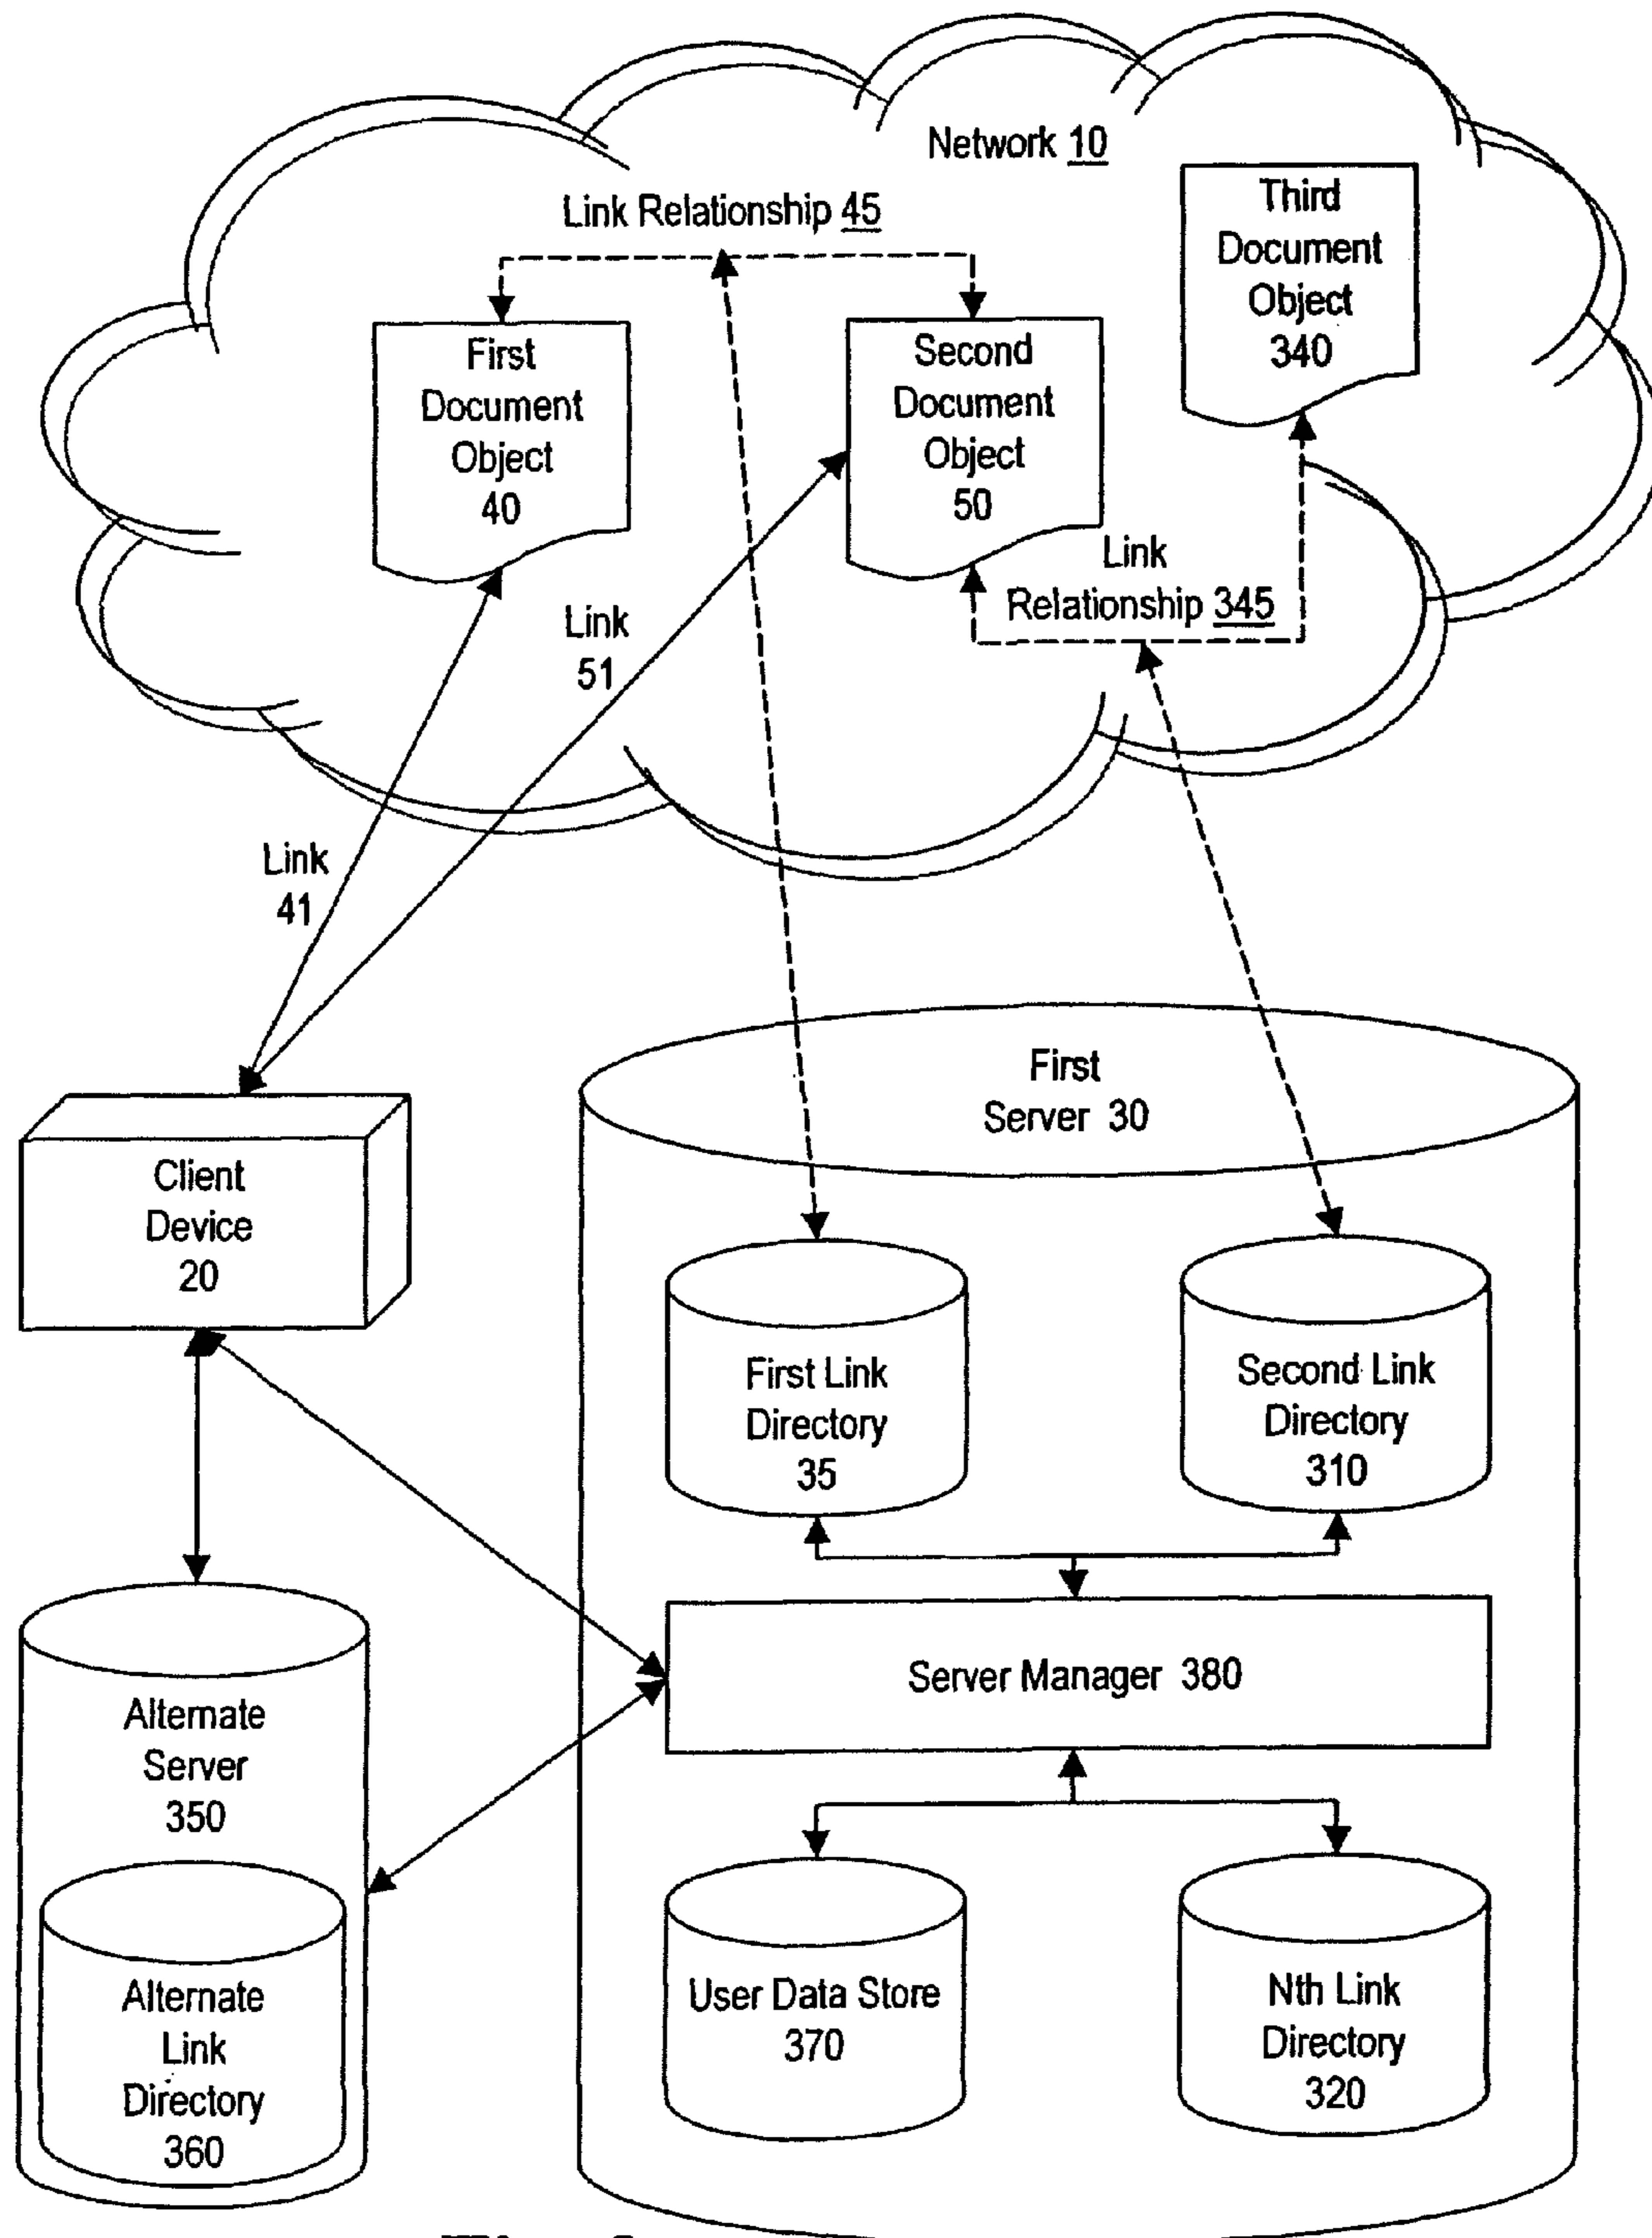 Network 10
Link Relationship 45
Third
Document
Object
340
First
Document
Object
40
Second
Document
Object
50
Link
Relationship 345
Link
51
Link
41
First
Server 30
Client
Device
20
First Link
Directory
35
Second Link
Directory
310
Server Manager 380
Alternate
Server
350
Alternate
Link
Directory
360
User Data Store
370
Nth Link
Directory
320